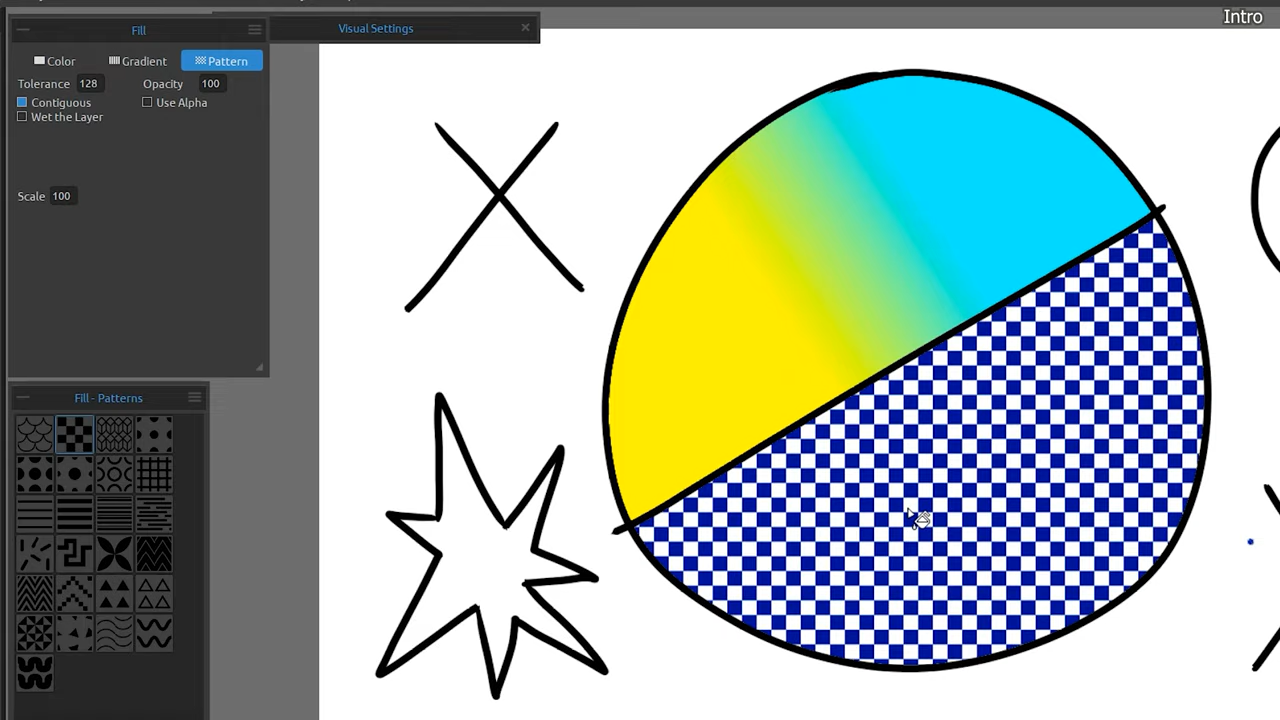 Intro
Fill
Visual Settings
Color Gradient Pattern
Tolerance 128 Opacity 100
Contiguous Use Alpha
Wet the Layer
Scale 100
Fill - Patterns